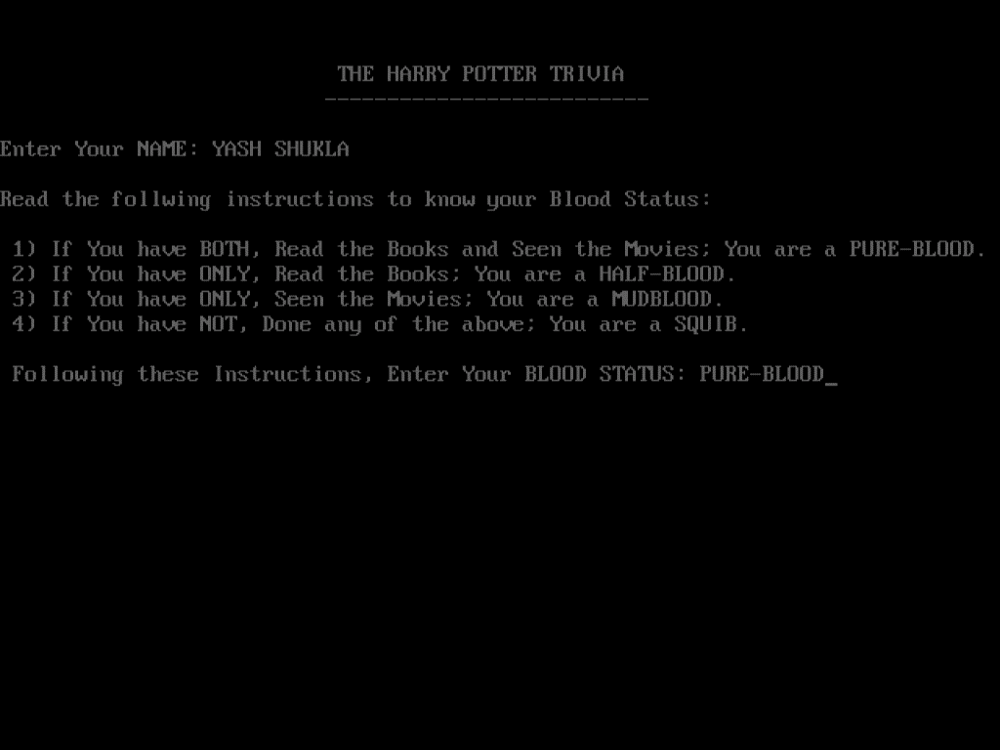 THE HARRY POTTER TRIVIA
--------------------------
Enter Your NAME: YASH SHUKLA
Read the follwing instructions to know your Blood Status:
1) If You have BOTH, Read the Books and Seen the Movies; You are a PURE-BLOOD.
2) If You have ONLY, Read the Books; You are a HALF-BLOOD.
3) If You have ONLY, Seen the Movies; You are a MUDBLOOD.
4) If You have NOT, Done any of the above; You are a SQUIB.
Following these Instructions, Enter Your BLOOD STATUS: PURE-BLOOD_